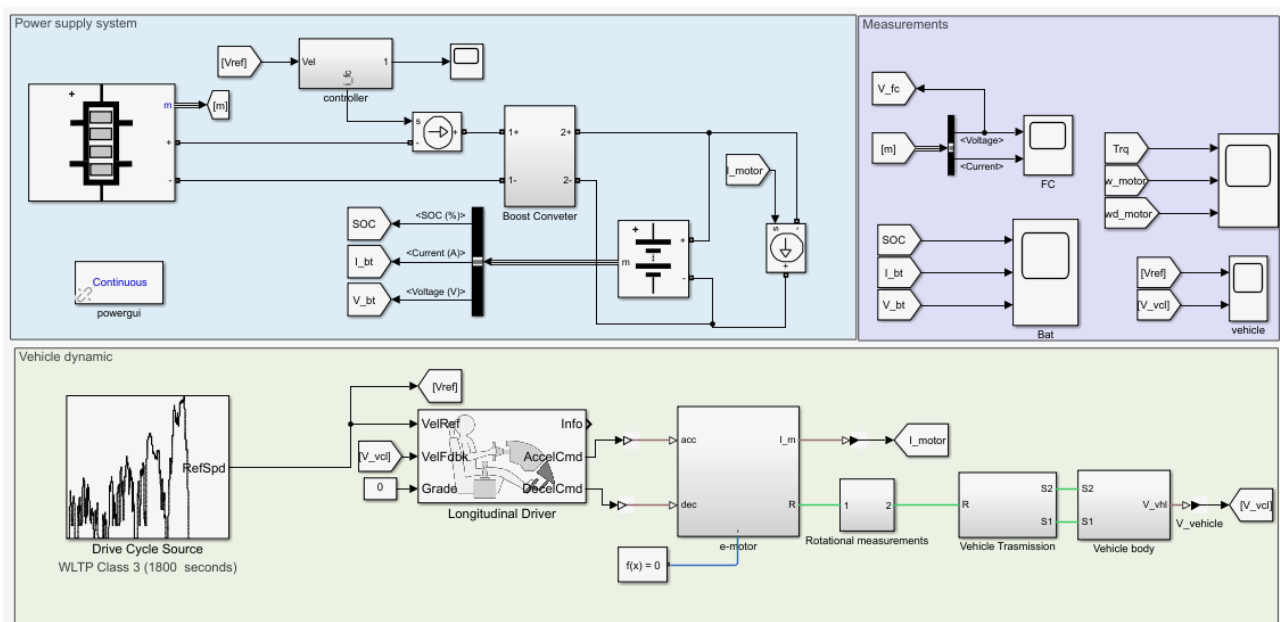 Power supply system
[Vref]
Vel
1
controller
m
[m]
+
+
-
s
+
-
1+
2+
1-
2-
Boost Conveter
I_motor
s
-
+
SOC
<SOC (%)>
I_bt
<Current (A)>
V_bt
<Voltage (V)>
+
m
+
-
Continuous
powergui
Measurements
V_fc
[m]
<Voltage>
<Current>
FC
Trq
w_motor
wd_motor
SOC
I_bt
V_bt
Bat
[Vref]
[V_vcl]
vehicle
Vehicle dynamic
RefSpd
Drive Cycle Source
WLTP Class 3 (1800 seconds)
[Vref]
[V_vcl]
0
VelRef
VelFdbk
Grade
Info
AccelCmd
DecelCmd
Longitudinal Driver
acc
dec
I_m
R
e-motor
f(x) = 0
I_motor
1
2
Rotational measurements
R
S2
S1
Vehicle Trasmission
S2
S1
V_vhl
Vehicle body
V_vehicle
[V_vcl]